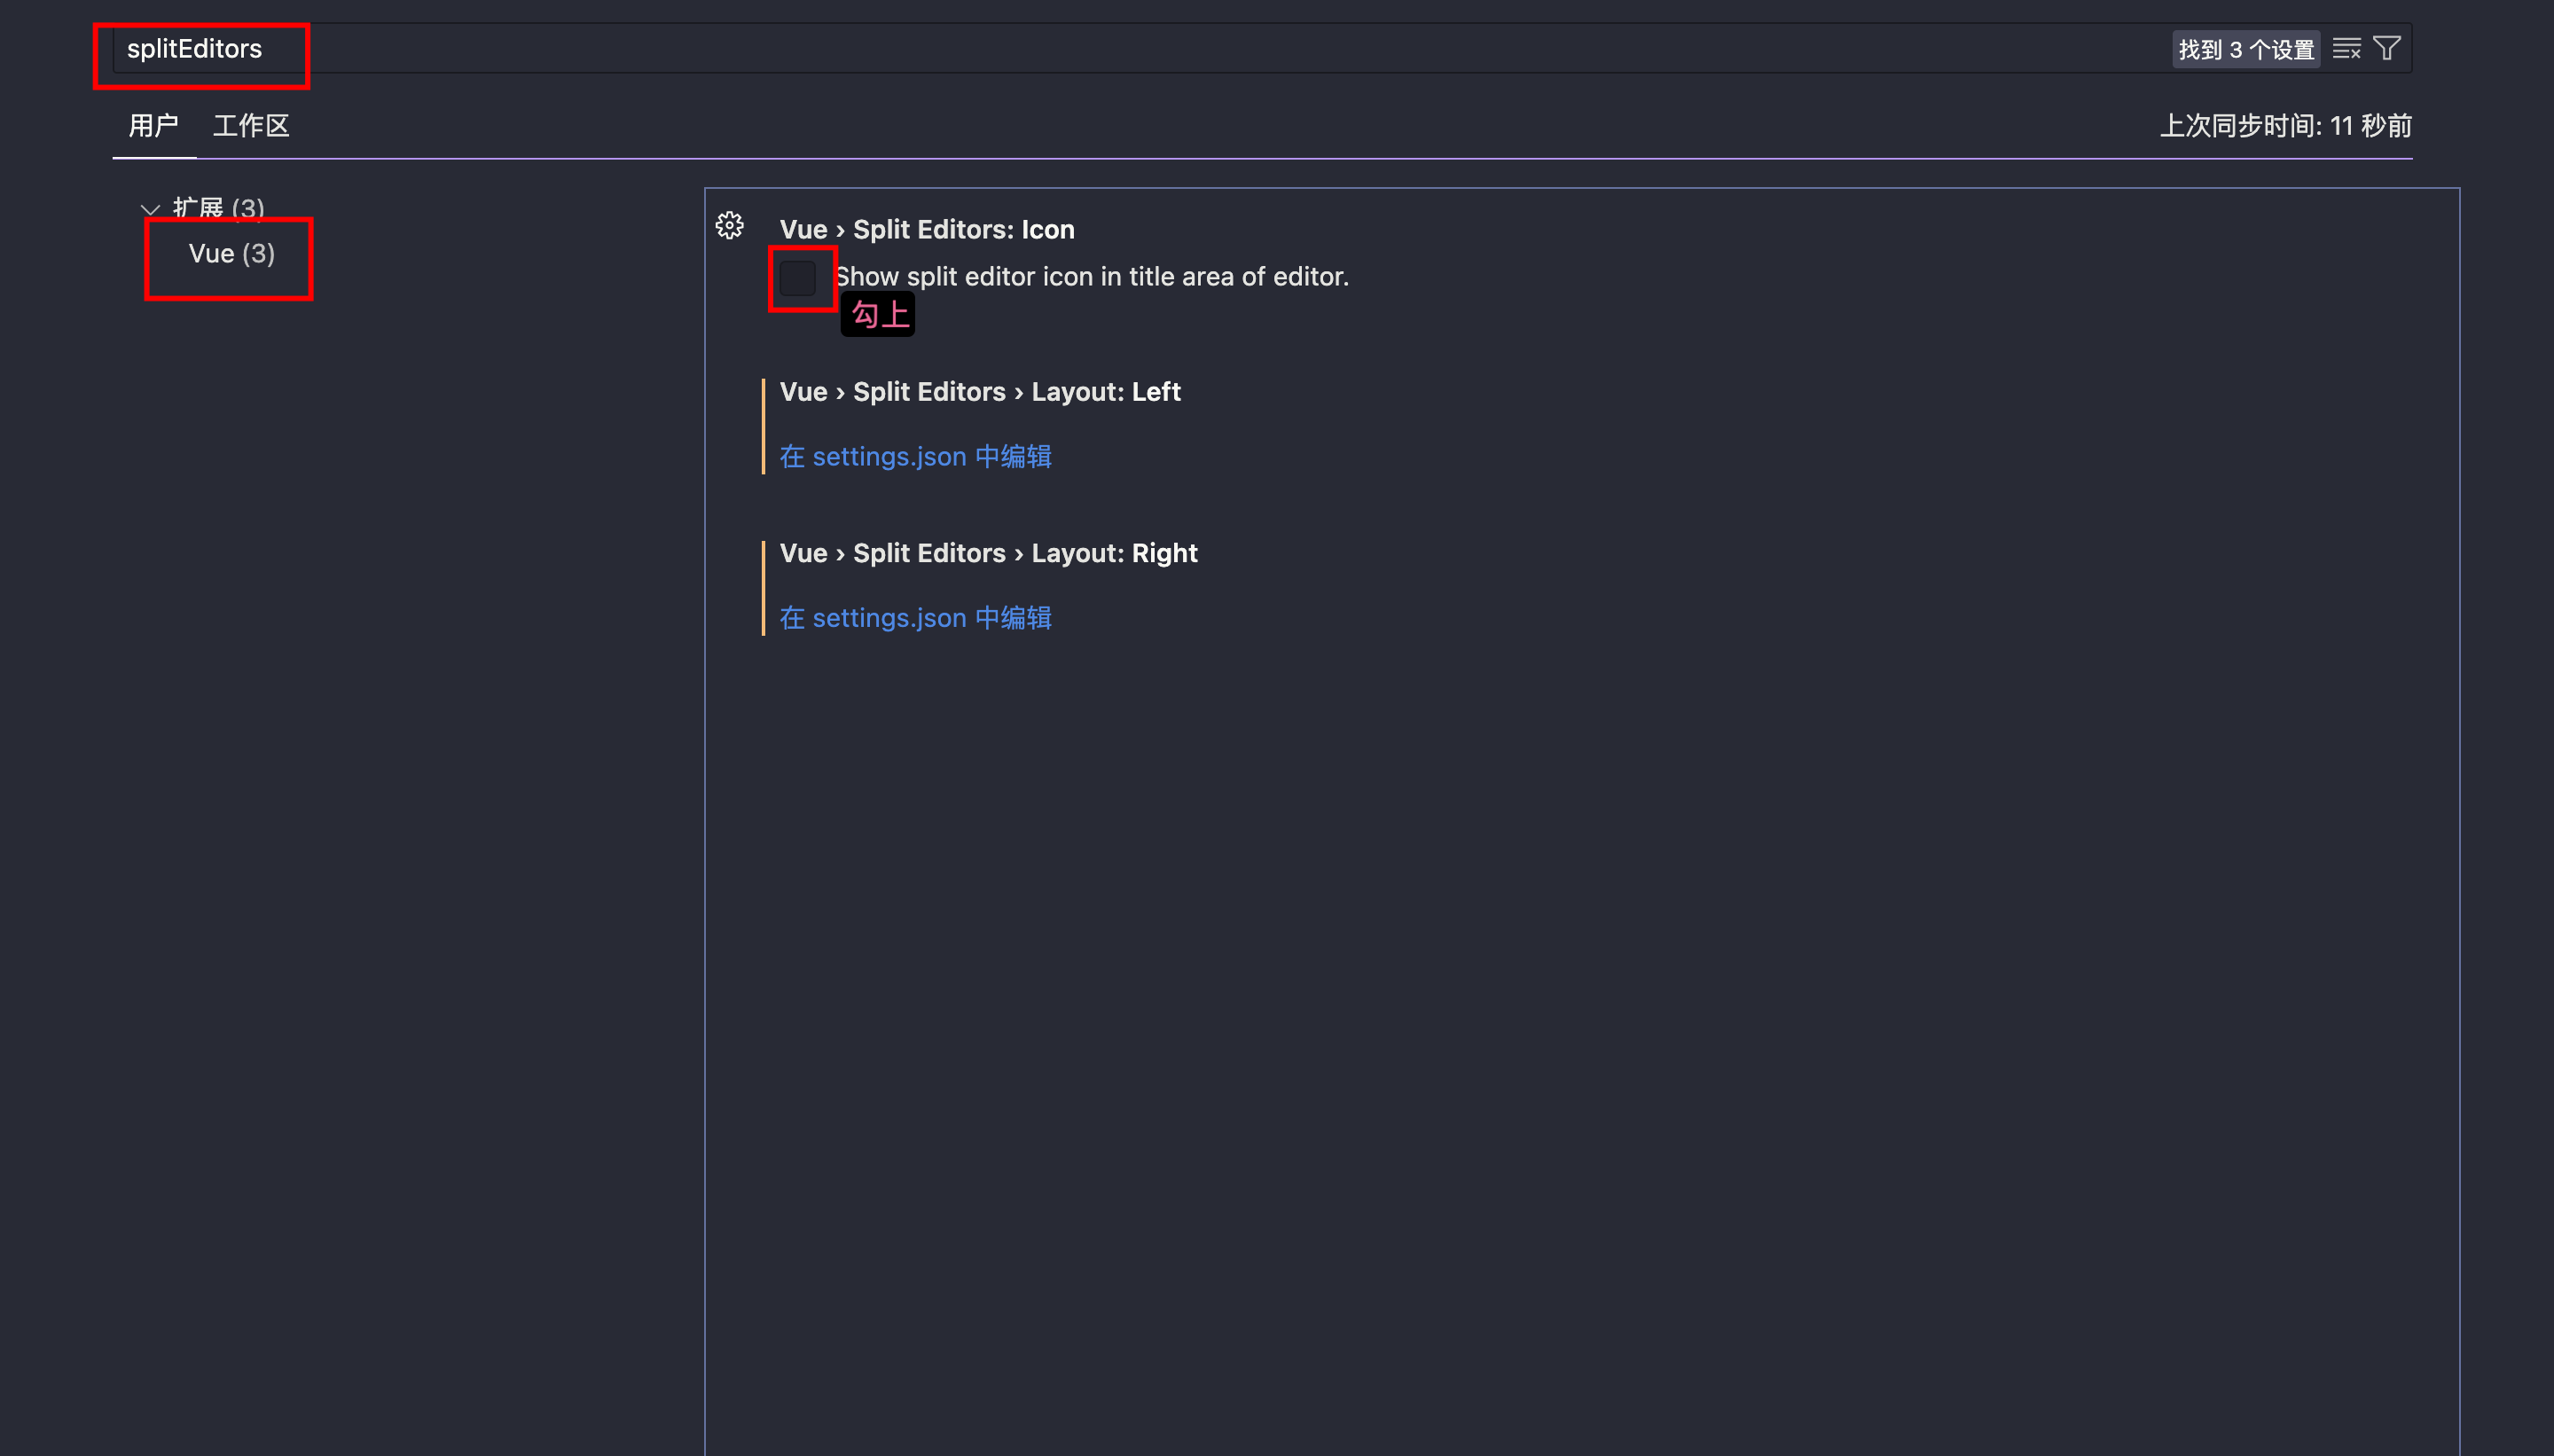 splitEditors
找到 3 个设置
用户 工作区
上次同步时间: 11 秒前
扩展 (3)
Vue (3)
Vue › Split Editors: Icon
Show split editor icon in title area of editor.
勾上
Vue › Split Editors › Layout: Left
在 settings.json 中编辑
Vue › Split Editors › Layout: Right
在 settings.json 中编辑